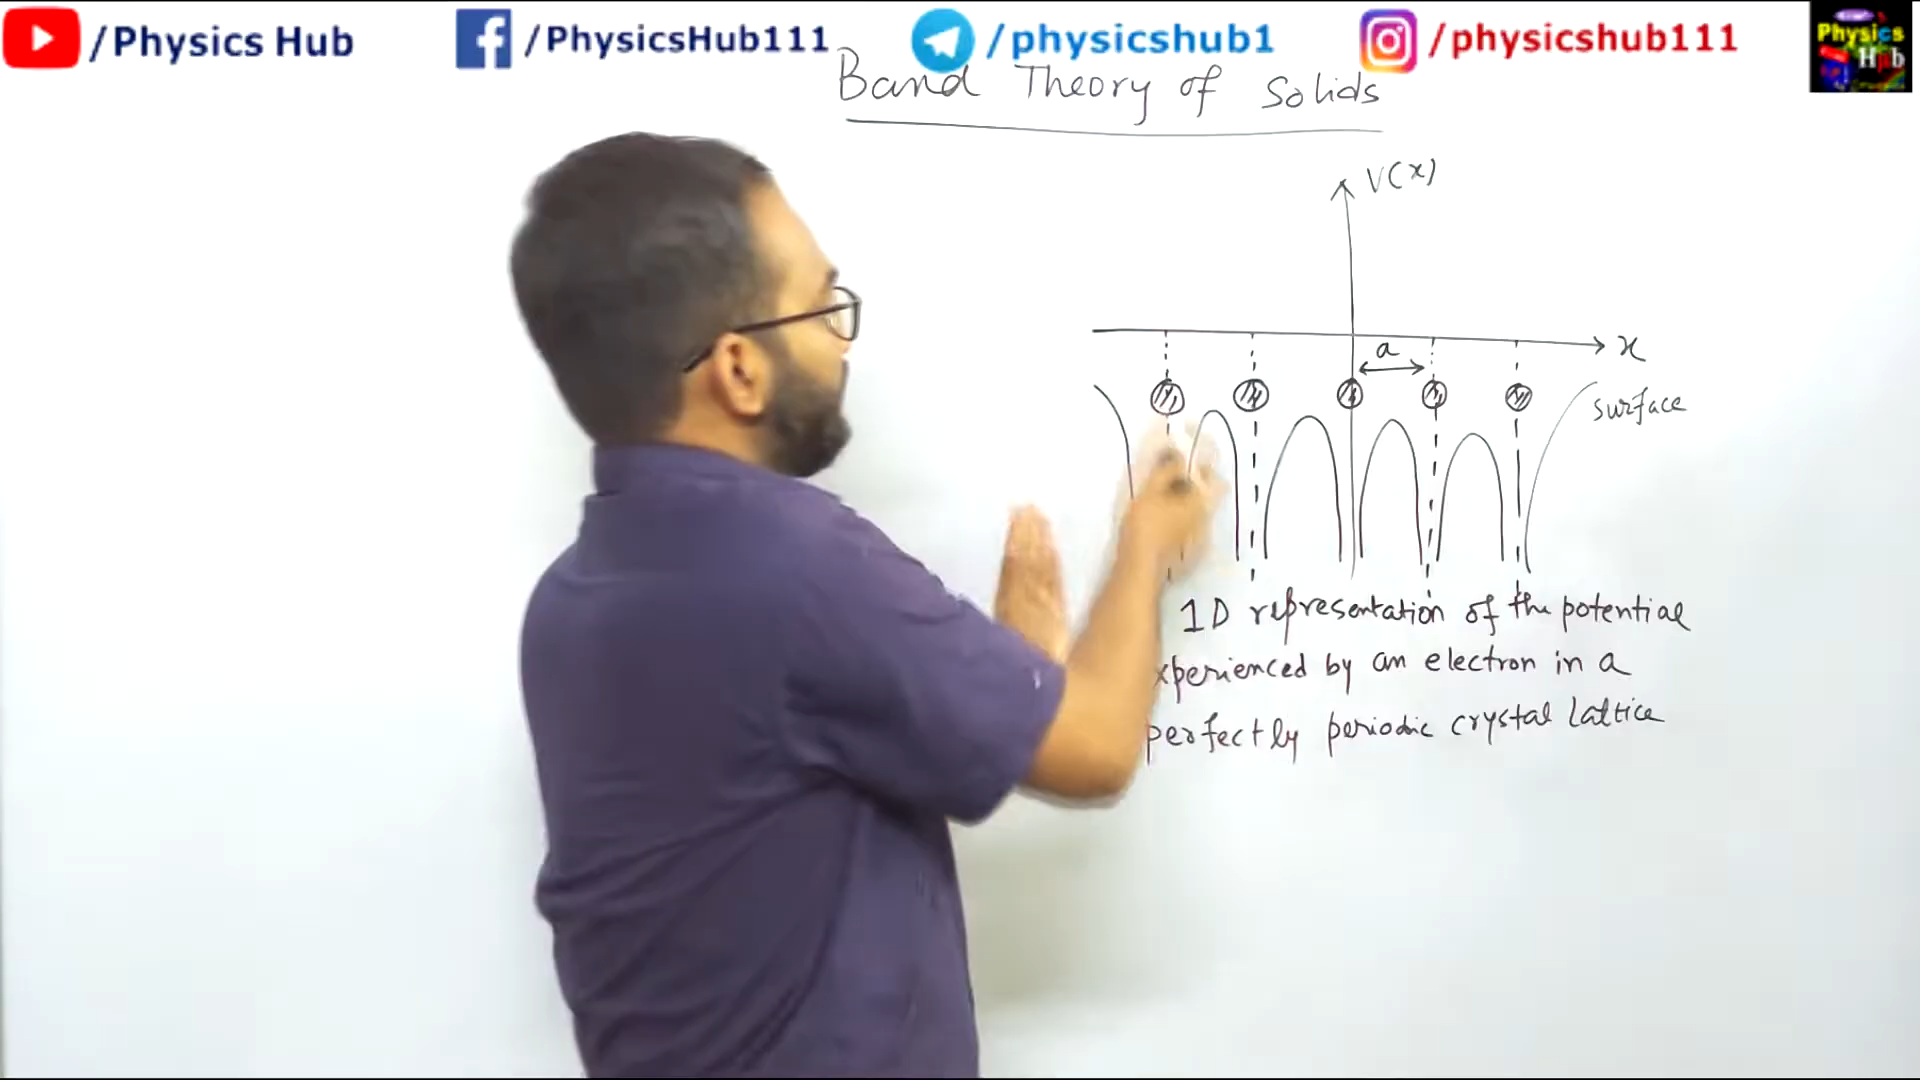 /Physics Hub
/PhysicsHub111
/physicshub1
/physicshub111
Physics
Hub
Band Theory of Solids
V(x)
x
a
surface
1D representation of the potential
xperienced by an electron in a
perfectly periodic crystal lattice